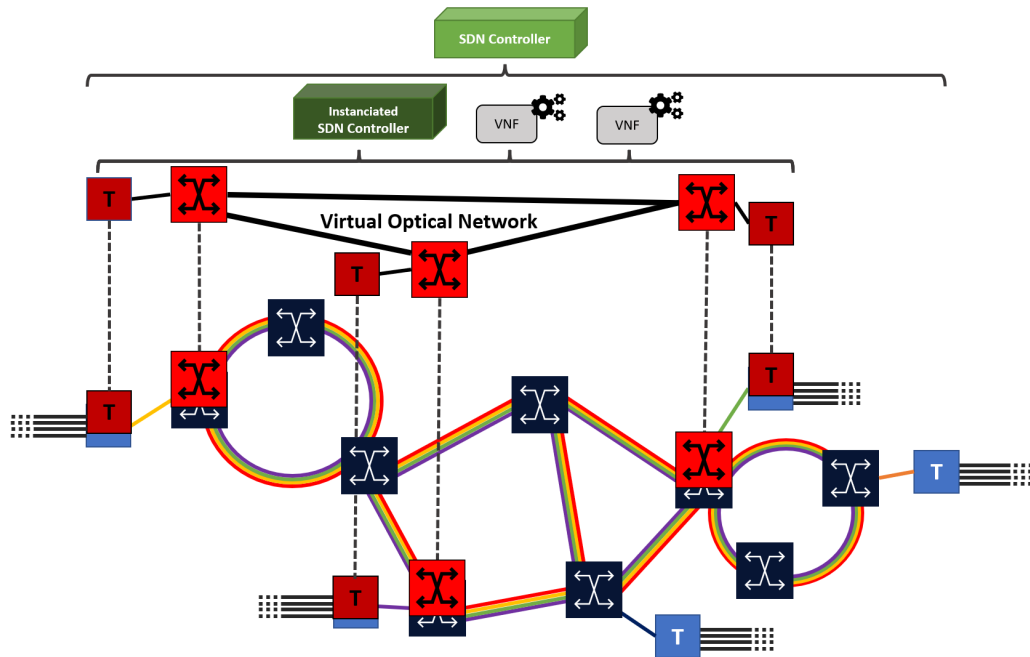 SDN Controller
Instanciated
SDN Controller
VNF
VNF
T
T
Virtual Optical Network
T
T
T
T
T
T